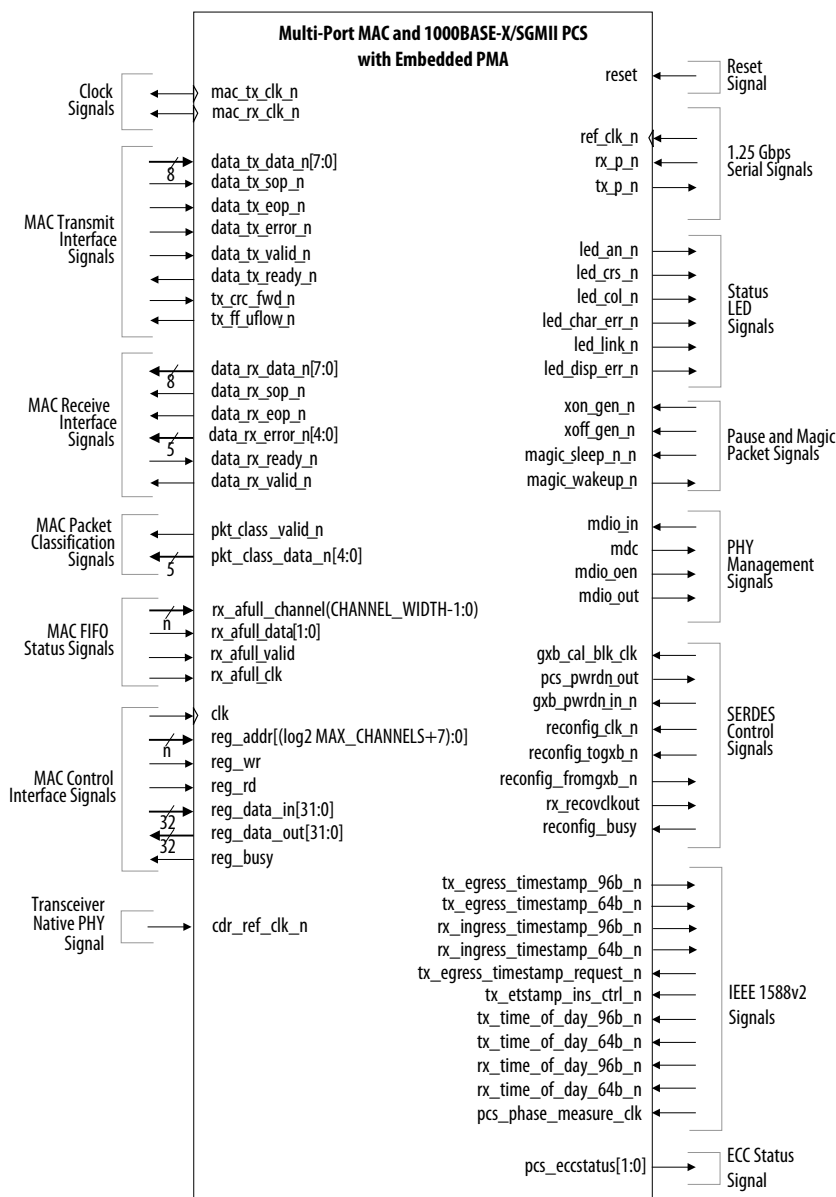 Multi-Port MAC and 1000BASE-X/SGMII PCS
with Embedded PMA
Clock
Signals
mac_tx_clk_n
mac_rx_clk_n
MAC Transmit
Interface
Signals
8
data_tx_data_n[7:0]
data_tx_sop_n
data_tx_eop_n
data_tx_error_n
data_tx_valid_n
data_tx_ready_n
tx_crc_fwd_n
tx_ff_uflow_n
MAC Receive
Interface
Signals
8
data_rx_data_n[7:0]
data_rx_sop_n
data_rx_eop_n
5
data_rx_error_n[4:0]
data_rx_ready_n
data_rx_valid_n
MAC Packet
Classification
Signals
pkt_class_valid_n
5
pkt_class_data_n[4:0]
MAC FIFO
Status Signals
n
rx_afull_channel(CHANNEL_WIDTH-1:0)
rx_afull_data[1:0]
rx_afull_valid
rx_afull_clk
MAC Control
Interface Signals
clk
n
reg_addr[(log2 MAX_CHANNELS+7):0]
reg_wr
reg_rd
32
reg_data_in[31:0]
32
reg_data_out[31:0]
reg_busy
Transceiver
Native PHY
Signal
cdr_ref_clk_n
reset
Reset
Signal
ref_clk_n
rx_p_n
tx_p_n
1.25 Gbps
Serial Signals
led_an_n
led_crs_n
led_col_n
led_char_err_n
led_link_n
led_disp_err_n
Status
LED
Signals
xon_gen_n
xoff_gen_n
magic_sleep_n_n
magic_wakeup_n
Pause and Magic
Packet Signals
mdio_in
mdc
mdio_oen
mdio_out
PHY
Management
Signals
gxb_cal_blk_clk
pcs_pwrdn_out
gxb_pwrdn_in_n
reconfig_clk_n
reconfig_togxb_n
reconfig_fromgxb_n
rx_recovclkout
reconfig_busy
SERDES
Control
Signals
tx_egress_timestamp_96b_n
tx_egress_timestamp_64b_n
rx_ingress_timestamp_96b_n
rx_ingress_timestamp_64b_n
tx_egress_timestamp_request_n
tx_etstamp_ins_ctrl_n
tx_time_of_day_96b_n
tx_time_of_day_64b_n
rx_time_of_day_96b_n
rx_time_of_day_64b_n
pcs_phase_measure_clk
IEEE 1588v2
Signals
pcs_eccstatus[1:0]
ECC Status
Signal